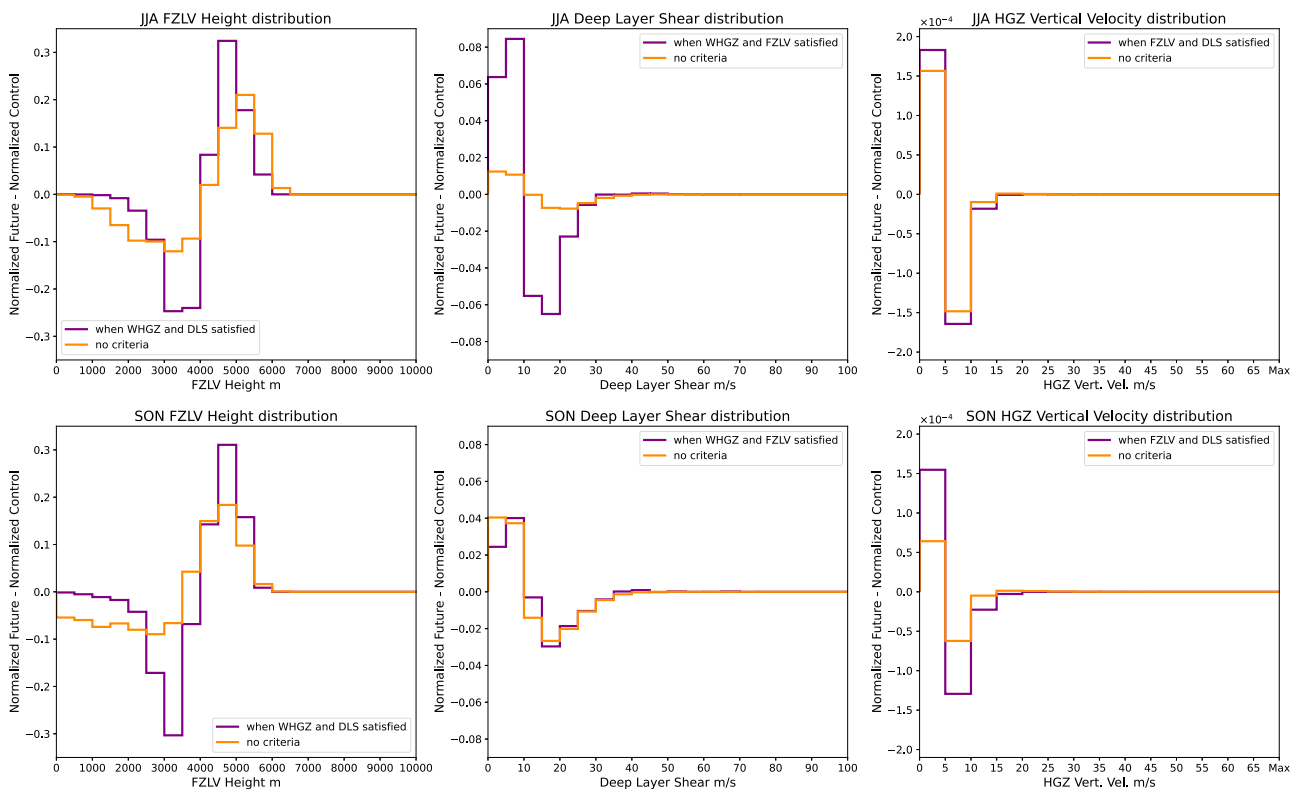 JJA FZLV Height distribution
Normalized Future - Normalized Control
0.3
0.2
0.1
0.0
−0.1
−0.2
−0.3
when WHGZ and DLS satisfied
no criteria
0 1000 2000 3000 4000 5000 6000 7000 8000 9000 10000
FZLV Height m
JJA Deep Layer Shear distribution
Normalized Future - Normalized Control
0.08
0.06
0.04
0.02
0.00
−0.02
−0.04
−0.06
−0.08
when WHGZ and FZLV satisfied
no criteria
0 10 20 30 40 50 60 70 80 90 100
Deep Layer Shear m/s
JJA HGZ Vertical Velocity distribution
×10−4
Normalized Future - Normalized Control
2.0
1.5
1.0
0.5
0.0
−0.5
−1.0
−1.5
−2.0
when FZLV and DLS satisfied
no criteria
0 5 10 15 20 25 30 35 40 45 50 55 60 65 Max
HGZ Vert. Vel. m/s
SON FZLV Height distribution
Normalized Future - Normalized Control
0.3
0.2
0.1
0.0
−0.1
−0.2
−0.3
when WHGZ and DLS satisfied
no criteria
0 1000 2000 3000 4000 5000 6000 7000 8000 9000 10000
FZLV Height m
SON Deep Layer Shear distribution
Normalized Future - Normalized Control
0.08
0.06
0.04
0.02
0.00
−0.02
−0.04
−0.06
−0.08
when WHGZ and FZLV satisfied
no criteria
0 10 20 30 40 50 60 70 80 90 100
Deep Layer Shear m/s
SON HGZ Vertical Velocity distribution
×10−4
Normalized Future - Normalized Control
2.0
1.5
1.0
0.5
0.0
−0.5
−1.0
−1.5
−2.0
when FZLV and DLS satisfied
no criteria
0 5 10 15 20 25 30 35 40 45 50 55 60 65 Max
HGZ Vert. Vel. m/s